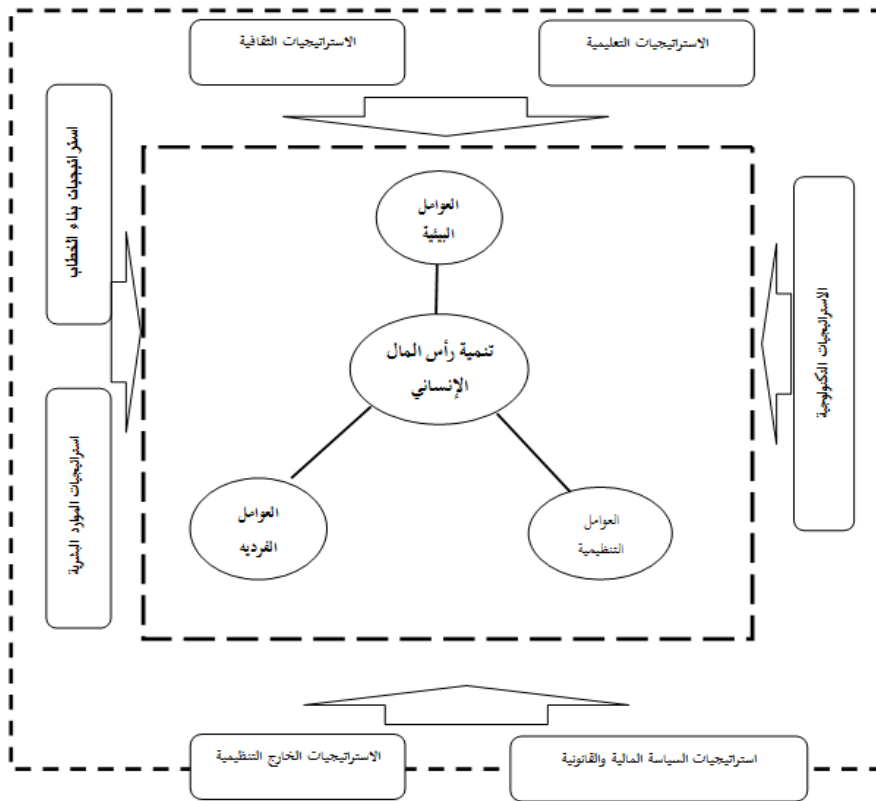 الاستراتيجيات التعليمية
الاستراتيجيات الثقافية
استراتيجيات بناء الخطاب
العوامل
البيئية
الاستراتيجيات التكنولوجية
تنمية رأس المال
الإنساني
استراتيجيات الموارد البشرية
العوامل
الفرديه
العوامل
التنظيمية
استراتيجيات السياسة المالية والقانونية
الاستراتيجيات الخارج التنظيمية